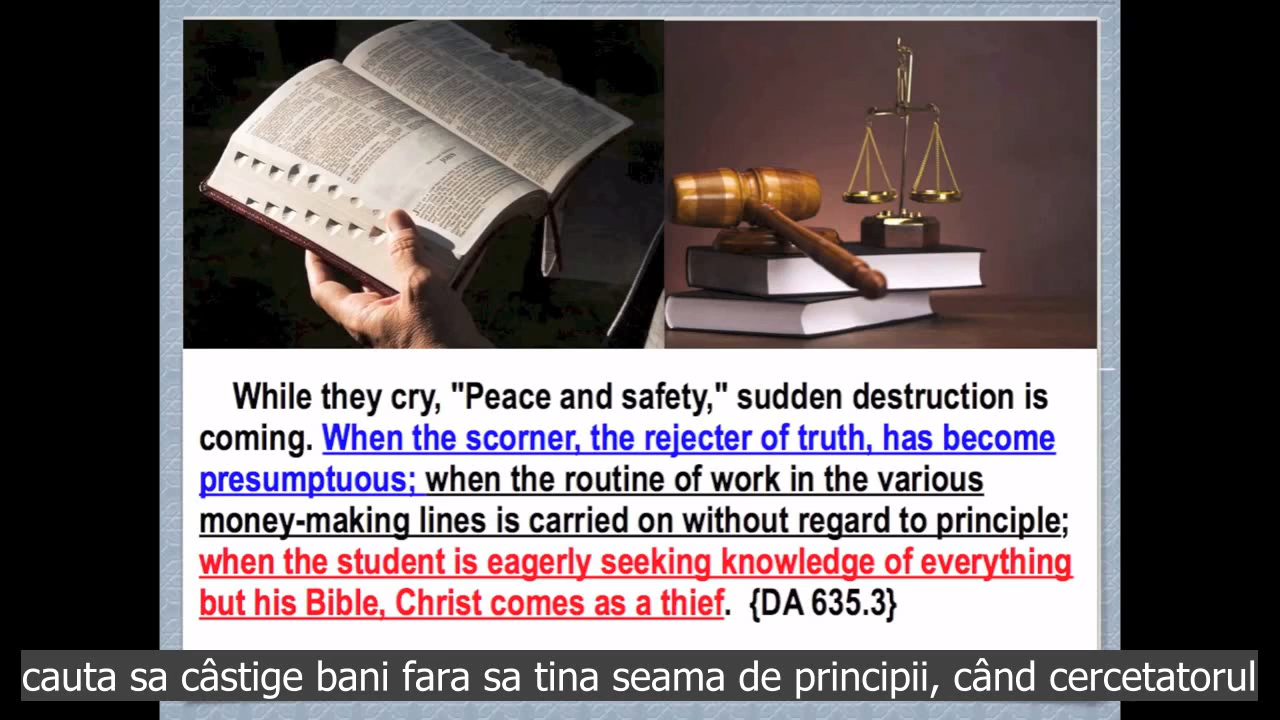 While they cry, "Peace and safety," sudden destruction is
coming. When the scorner, the rejecter of truth, has become
presumptuous; when the routine of work in the various
money-making lines is carried on without regard to principle;
when the student is eagerly seeking knowledge of everything
but his Bible, Christ comes as a thief. {DA 635.3}
cauta sa câstige bani fara sa tina seama de principii, când cercetatorul